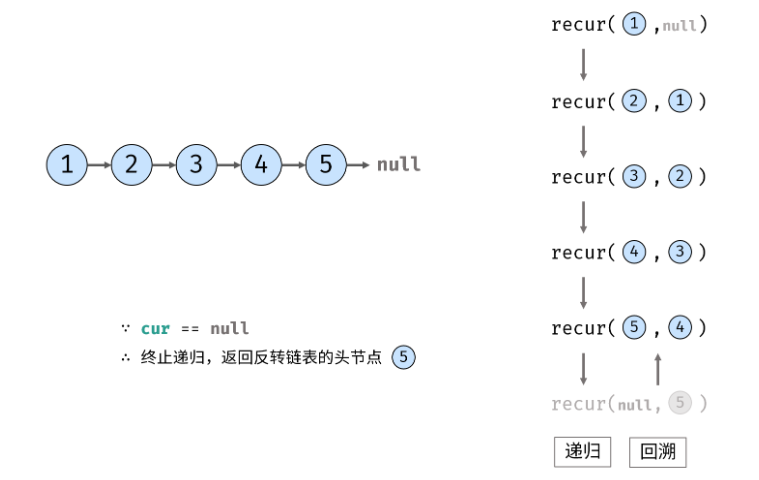 recur( 1 ,null)
recur( 2 , 1 )
1 2 3 4 5 null
recur( 3 , 2 )
recur( 4 , 3 )
∵ cur == null
recur( 5 , 4 )
∴ 终止递归，返回反转链表的头节点 5
recur(null, 5 )
递归 回溯